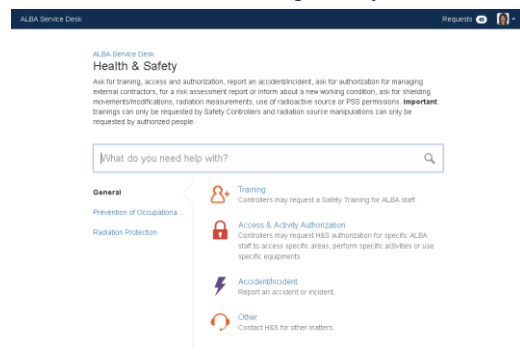 ALBA Service Desk
Requests 48
ALBA Service Desk
Health & Safety
Ask for training, access and authorization, report an accident/incident, ask for authorization for managing
external contractors, for a risk assessment report or inform about a new working condition, ask for shielding
movements/modifications, radiation measurements, use of radioactive source or PSS permissions. Important:
trainings can only be requested by Safety Controllers and radiation source manipulations can only be
requested by authorized people.
What do you need help with?
General
Prevention of Occupationa...
Radiation Protection
Training
Controllers may request a Safety Training for ALBA staff.
Access & Activity Authorization
Controllers may request H&S authorization for specific ALBA
staff to access specific areas, perform specific activities or use
specific equipments.
Accident/Incident
Report an accident or incident.
Other
Contact H&S for other matters.